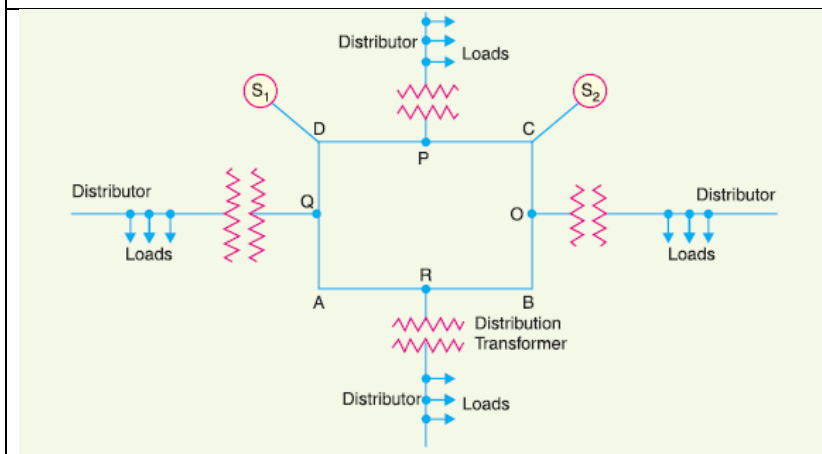 Distributor
Loads
S1
S2
D
C
P
Distributor
Q
O
Distributor
Loads
Loads
R
A
B
Distribution
Transformer
Distributor
Loads